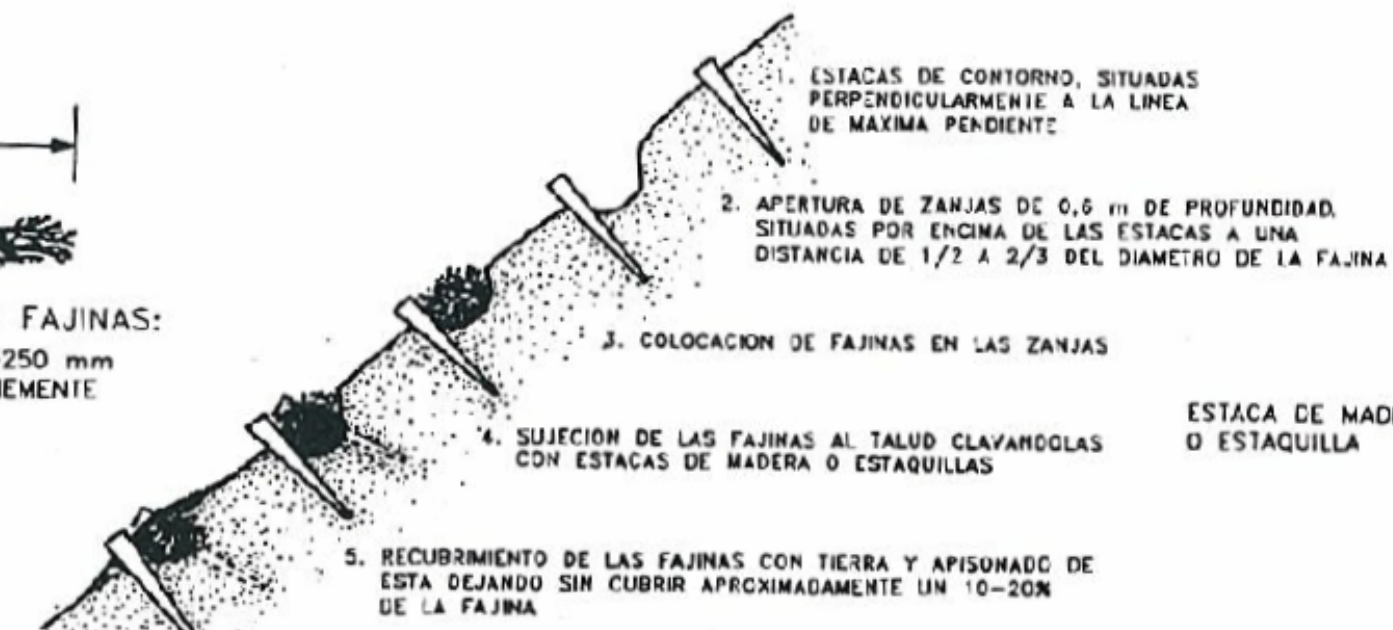 1. ESTACAS DE CONTORNO, SITUADAS
PERPENDICULARMENTE A LA LINEA
DE MAXIMA PENDIENTE
2. APERTURA DE ZANJAS DE 0,6 m DE PROFUNDIDAD,
SITUADAS POR ENCIMA DE LAS ESTACAS A UNA
DISTANCIA DE 1/2 A 2/3 DEL DIAMETRO DE LA FAJINA
FAJINAS:
250 mm
3. COLOCACION DE FAJINAS EN LAS ZANJAS
ESTACA DE
O ESTAQUILLA
4. SUJECION DE LAS FAJINAS AL TALUD CLAVANDOLAS
CON ESTACAS DE MADERA O ESTAQUILLAS
5. RECUBRIMIENTO DE LAS FAJINAS CON TIERRA Y APISONADO DE
ESTA DEJANDO SIN CUBRIR APROXIMADAMENTE UN 10-20%
DE LA FAJINA